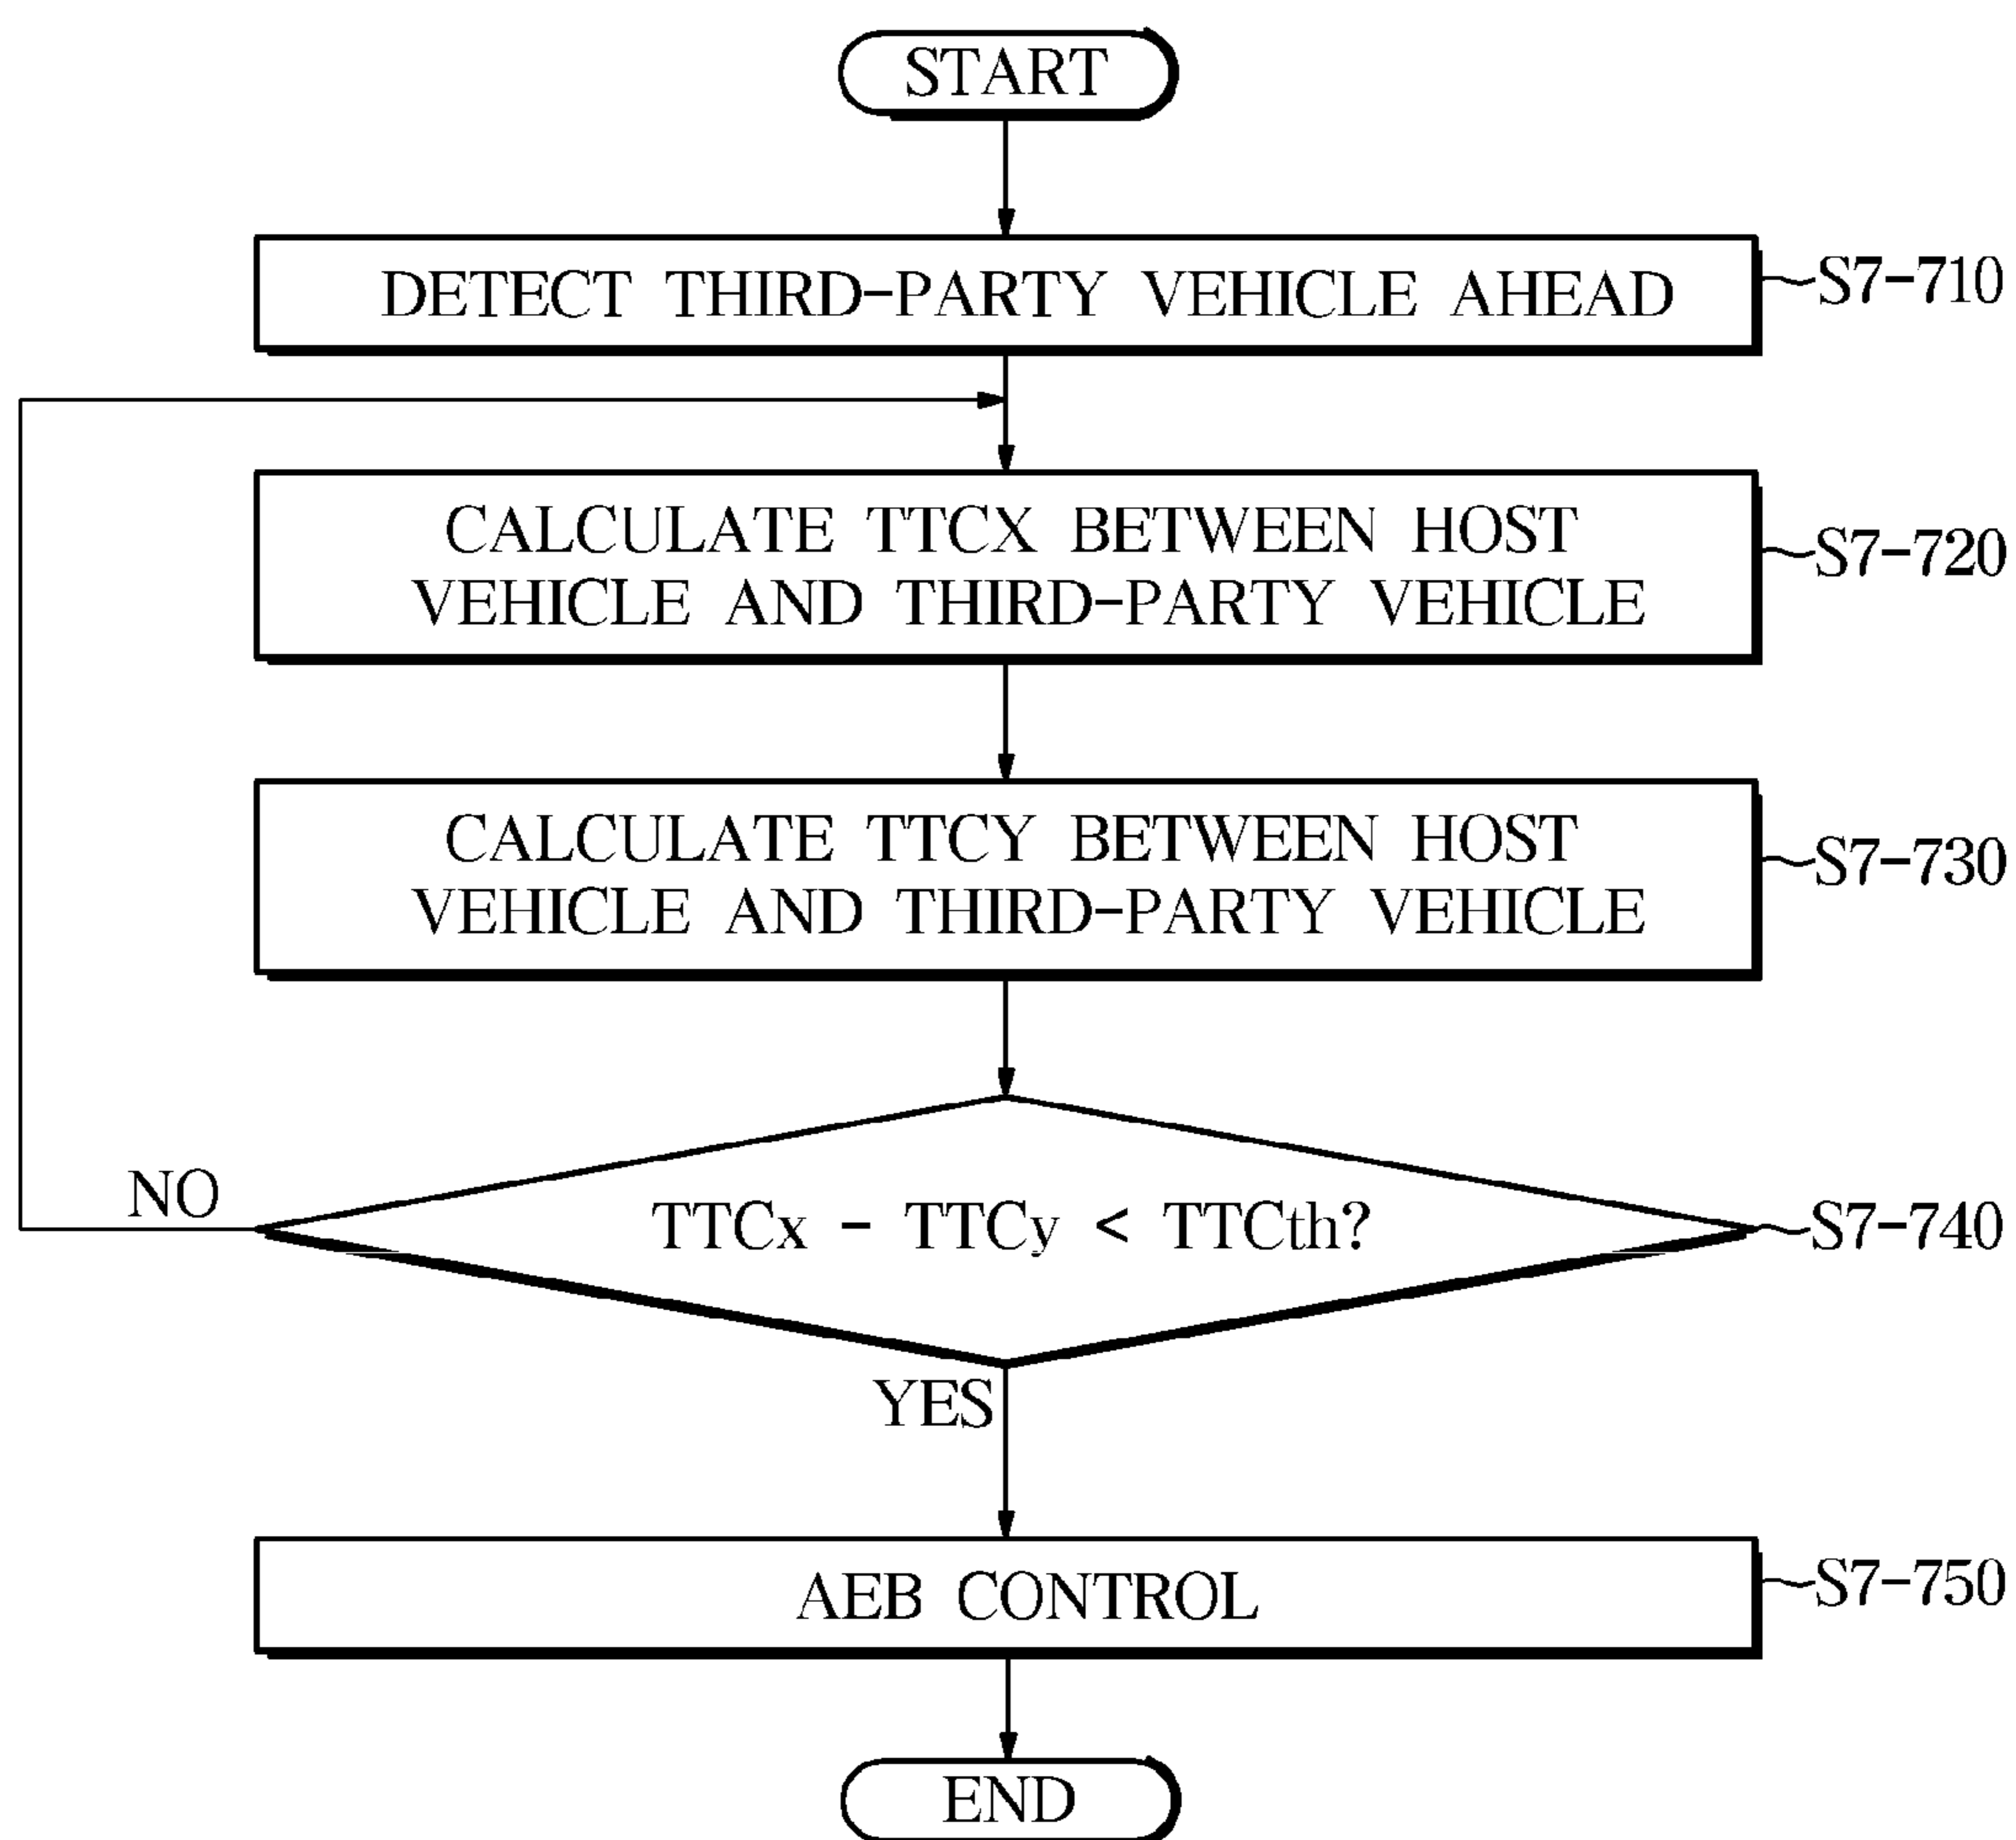 START
DETECT THIRD-PARTY VEHICLE AHEAD
S7-710
CALCULATE TTCX BETWEEN HOST
VEHICLE AND THIRD-PARTY VEHICLE
S7-720
CALCULATE TTCY BETWEEN HOST
VEHICLE AND THIRD-PARTY VEHICLE
S7-730
NO
TTCx - TTCy < TTCth?
S7-740
YES
AEB CONTROL
S7-750
END